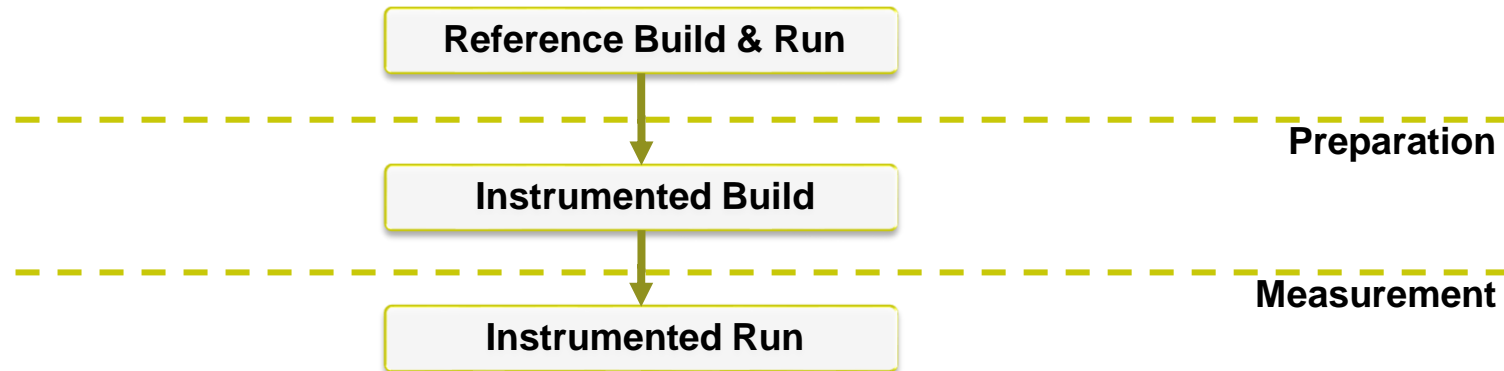 Reference Build & Run
Preparation
Instrumented Build
Measurement
Instrumented Run